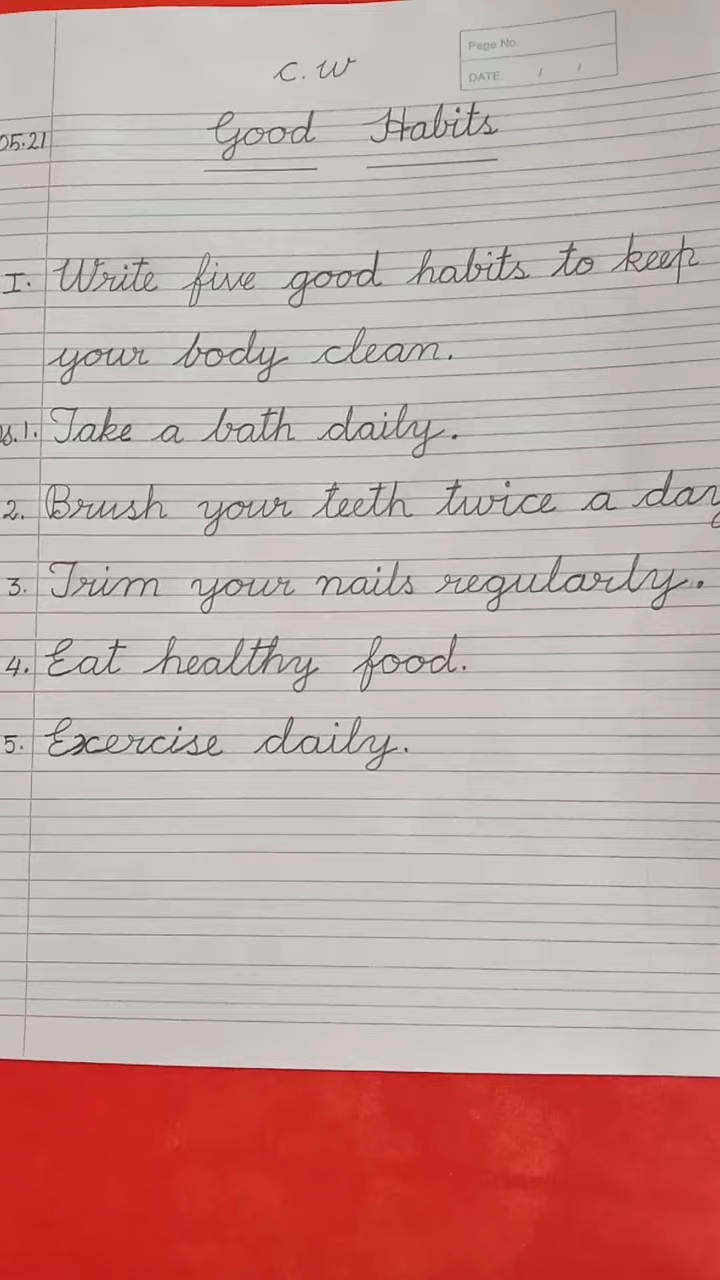 Page No.
C.W
DATE: / /
05.21
Good Habits
I. Write five good habits to keep
your body clean.
1. Take a bath daily.
2. Brush your teeth twice a day
3. Trim your nails regularly.
4. Eat healthy food.
5. Exercise daily.